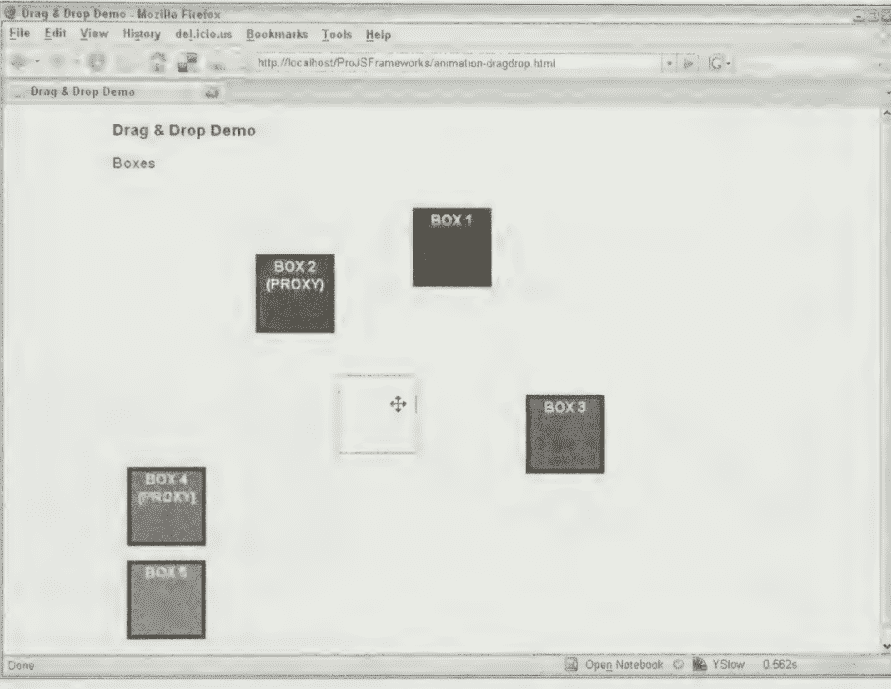 Drag & Drop Demo - Mozilla Firefox
File Edit View History del.icio.us Bookmarks Tools Help
http://localhost/ProJSFrameworks/animation-dragdrop.html
Drag & Drop Demo
Drag & Drop Demo
Boxes
BOX 1
BOX 2
(PROXY)
BOX 3
BOX 4
(PROXY)
BOX 5
Done
Open Notebook
YSlow
0.562s